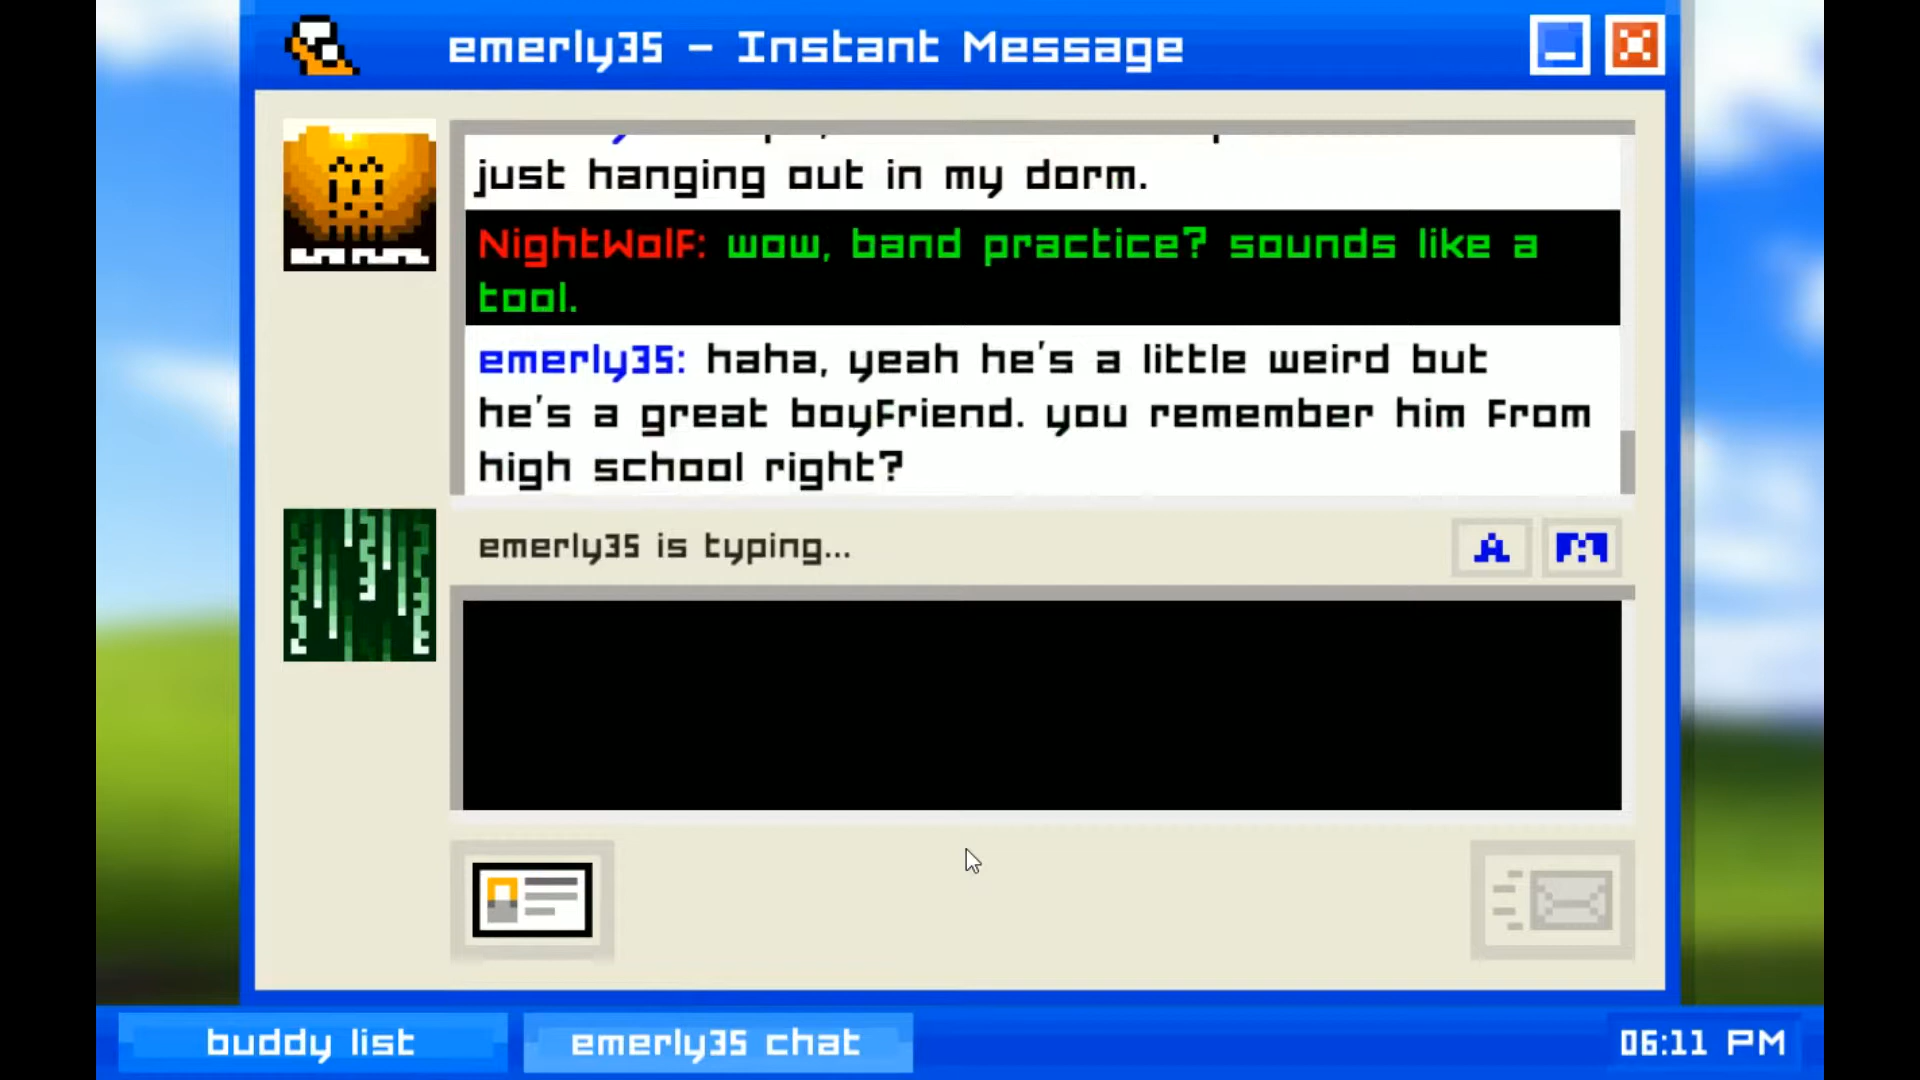 emerly35 - Instant Message
just hanging out in my dorm.
NightWolf: wow, band practice? sounds like a
tool.
emerly35: haha, yeah he's a little weird but
he's a great boyfriend. you remember him from
high school right?
emerly35 is typing...
A
buddy list
emerly35 chat
06:11 PM